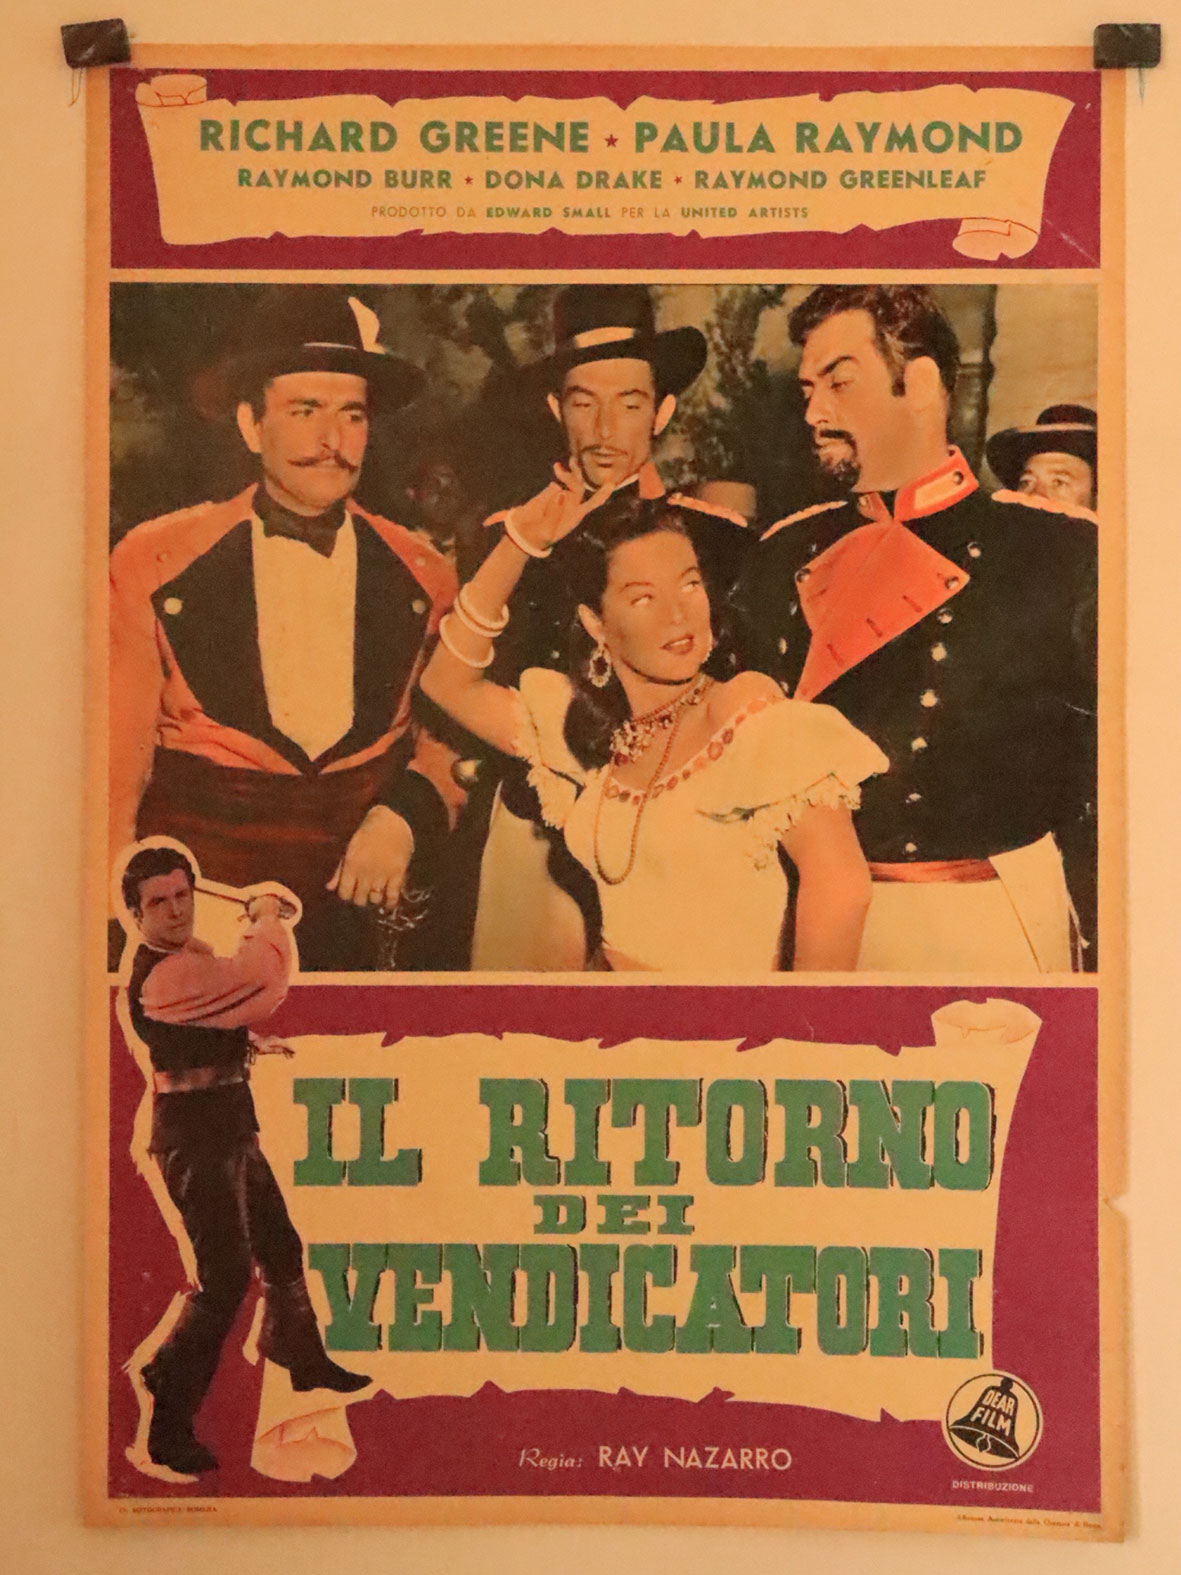 RICHARD GREENE ★ PAULA RAYMOND
RAYMOND BURR ★ DONA DRAKE ★ RAYMOND GREENLEAF
PRODOTTO DA EDWARD SMALL PER LA UNITED ARTISTS
IL RITORNO
DEI
VENDICATORI
DEAR
FILM
Regia: RAY NAZARRO
DISTRIBUZIONE